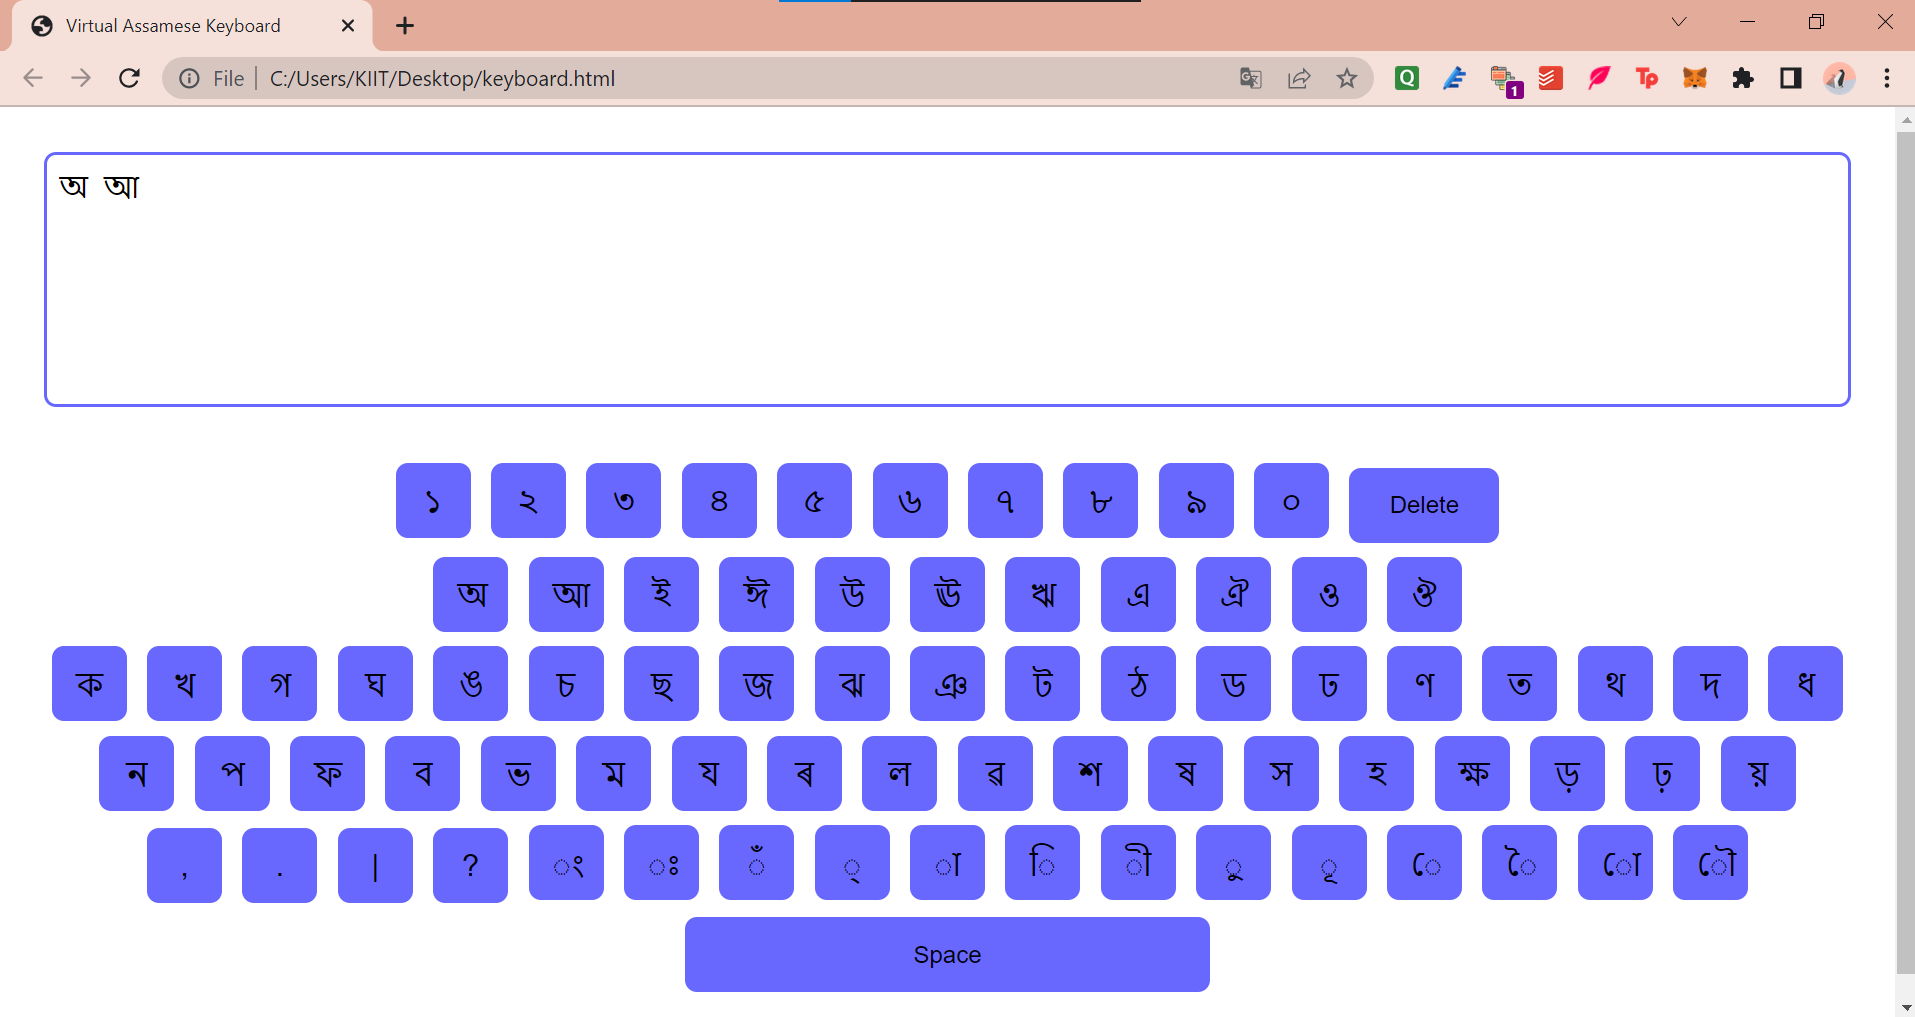 Virtual Assamese Keyboard
File | C:/Users/KIIT/Desktop/keyboard.html
1
অ আ
১ ২ ৩ ৪ ৫ ৬ ৭ ৮ ৯ ০ Delete
অ আ ই ঈ উ ঊ ঋ এ ঐ ও ঔ
ক খ গ ঘ ঙ চ ছ জ ঝ ঞ ট ঠ ড ঢ ণ ত থ দ ধ
ন প ফ ব ভ ম য ৰ ল ৱ শ ষ স হ ক্ষ ড় ঢ় য়
, . | ? ং ঃ ঁ ্ া ি ী ু ূ ে ৈ ো ৌ
Space